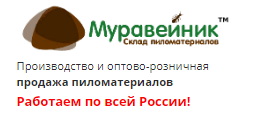 Муравейник™
Склад пиломатериалов
Производство и оптово-розничная
продажа пиломатериалов
Работаем по всей России!